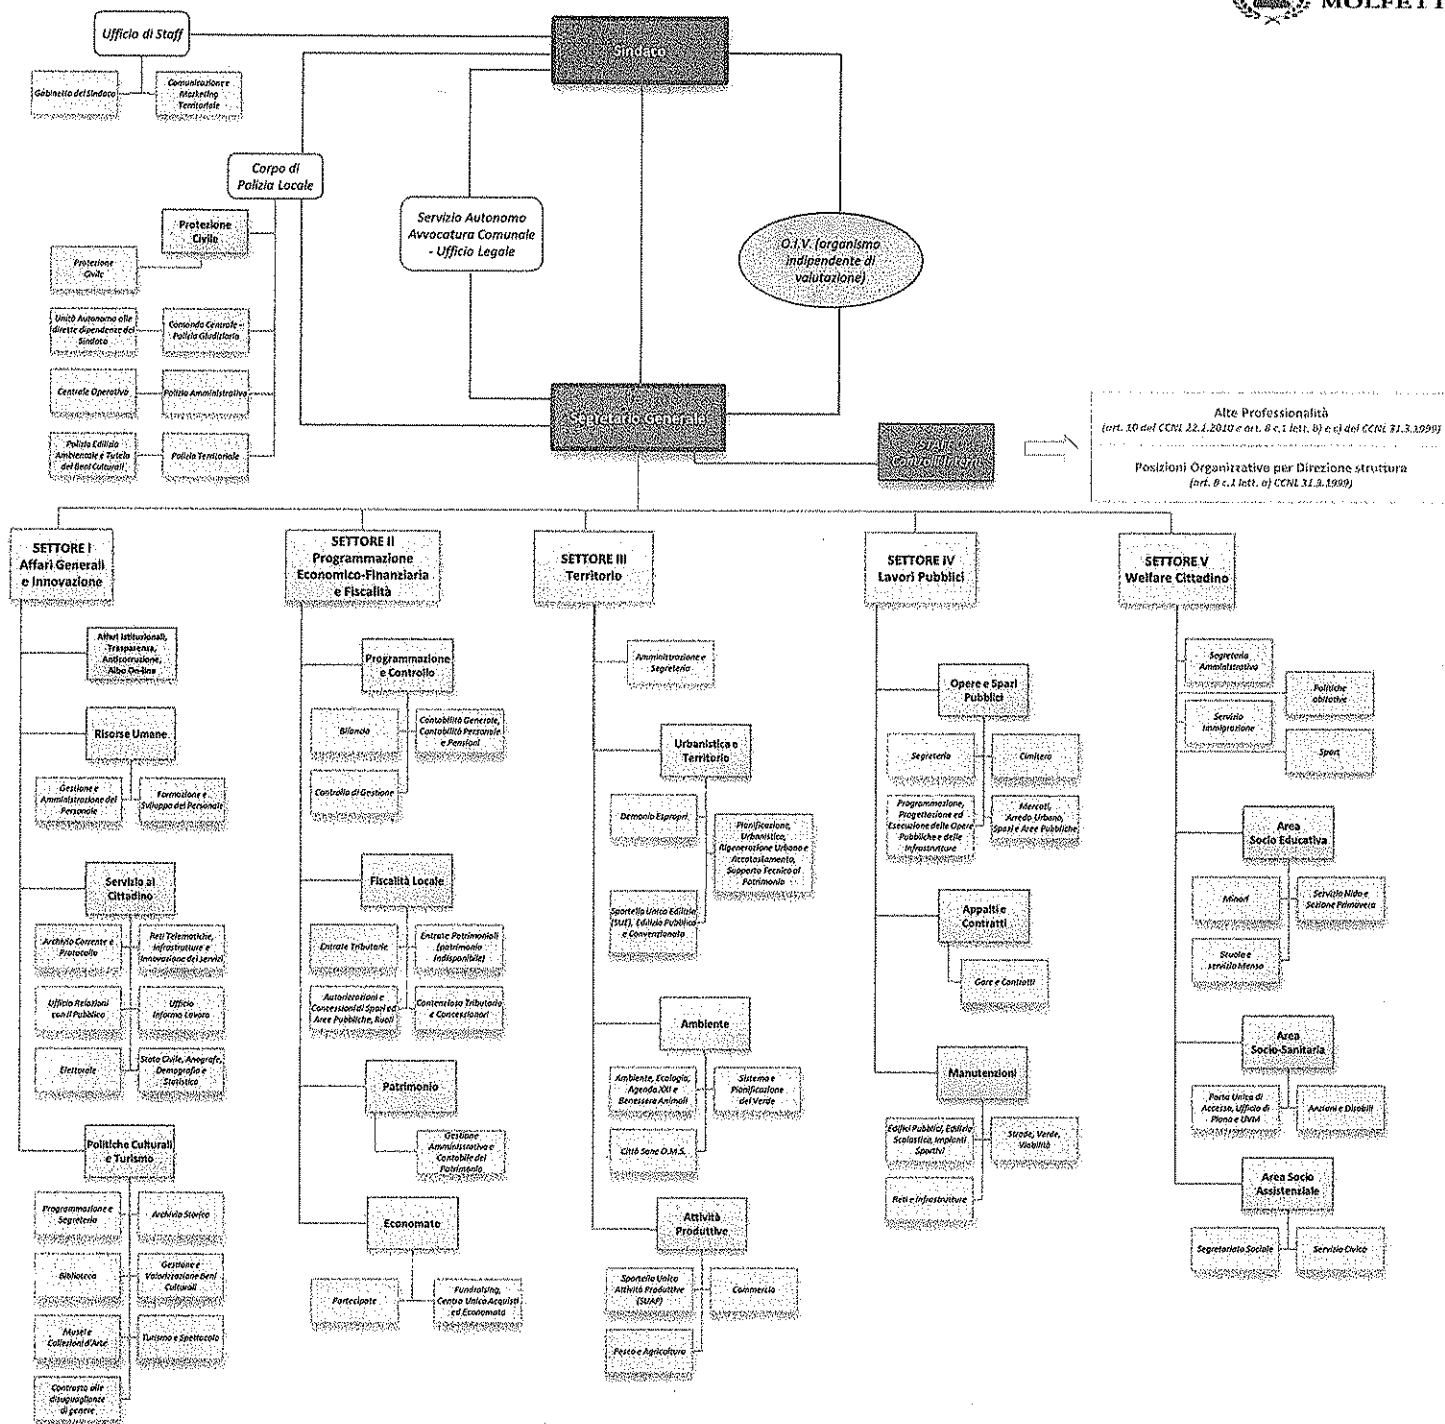 MOLFETT
Ufficio di Staff
Sindaco
Gabinetto del Sindaco
Comunicazione e
Marketing
Territoriale
Corpo di
Polizia Locale
Servizio Autonomo
Avvocatura Comunale
- Ufficio Legale
O.I.V. (organismo
indipendente di
valutazione)
Protezione
Civile
Protezione
Civile
Unità Autonoma alle
dirette dipendenze del
Sindaco
Comando Centrale –
Polizia Giudiziaria
Centrale Operativa
Polizia Amministrativa
Polizia Edilizia
Ambientale e Tutela
dei Beni Culturali
Polizia Territoriale
Segretario Generale
STAFF
Controlli Interni
Alte Professionalità
(art. 10 del CCNL 22.1.2010 e art. 8 c.1 lett. b) e c) del CCNL 31.3.1999)
Posizioni Organizzative per Direzione struttura
(art. 8 c.1 lett. a) CCNL 31.3.1999)
SETTORE I
Affari Generali
e Innovazione
SETTORE II
Programmazione
Economico-Finanziaria
e Fiscalità
SETTORE III
Territorio
SETTORE IV
Lavori Pubblici
SETTORE V
Welfare Cittadino
Affari Istituzionali,
Trasparenza,
Anticorruzione,
Albo On-line
Risorse Umane
Gestione e
Amministrazione del
Personale
Formazione e
Sviluppo del Personale
Servizio al
Cittadino
Archivio Corrente e
Protocollo
Reti Telematiche,
Infrastrutture e
Innovazione dei servizi
Ufficio Relazioni
con il Pubblico
Ufficio
Informa Lavoro
Elettorale
Stato Civile, Anagrafe,
Demografia e
Statistica
Politiche Culturali
e Turismo
Programmazione e
Segreteria
Archivio Storico
Biblioteca
Gestione e
Valorizzazione Beni
Culturali
Musei e
Collezioni d'Arte
Turismo e Spettacolo
Contrasto alle
disuguaglianze
di genere
Programmazione
e Controllo
Bilancio
Contabilità Generale,
Contabilità Personale
e Pensioni
Controllo di Gestione
Fiscalità Locale
Entrate Tributarie
Entrate Patrimoniali
(patrimonio
indisponibile)
Autorizzazioni e
Concessioni di Spazi ed
Aree Pubbliche, Ruoli
Contenzioso Tributario
e Concessionari
Patrimonio
Gestione
Amministrativa e
Contabile del
Patrimonio
Economato
Partecipate
Fundraising,
Centro Unico Acquisti
ed Economato
Amministrazione e
Segreteria
Urbanistica e
Territorio
Demanio Espropri
Pianificazione,
Urbanistica,
Rigenerazione Urbana e
Accatastamento,
Supporto Tecnico al
Patrimonio
Sportello Unico Edilizia
(SUE), Edilizia Pubblica
e Convenzionata
Ambiente
Ambiente, Ecologia,
Agenda XXI e
Benessere Animali
Sistema e
Pianificazione
del Verde
Città Sane O.M.S.
Attività
Produttive
Sportello Unico
Attività Produttive
(SUAP)
Commercio
Pesca e Agricoltura
Opere e Spazi
Pubblici
Segreteria
Cimitero
Programmazione,
Progettazione ed
Esecuzione delle Opere
Pubbliche e delle
Infrastrutture
Mercati,
Arredo Urbano,
Spazi e Aree Pubbliche
Appalti e
Contratti
Gare e Contratti
Manutenzioni
Edifici Pubblici, Edilizia
Scolastica, Impianti
Sportivi
Strade, Verde,
Viabilità
Reti e Infrastrutture
Segreteria
Amministrativa
Politiche
abitative
Servizio
Immigrazione
Sport
Area
Socio Educativa
Minori
Servizio Nido e
Sezione Primavera
Scuole e
servizio Mensa
Area
Socio-Sanitaria
Porta Unica di
Accesso, Ufficio di
Piano e UVM
Anziani e Disabili
Area Socio
Assistenziale
Segretariato Sociale
Servizio Civico